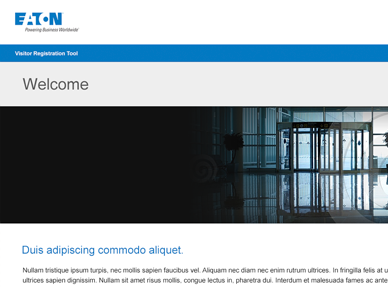 EATON
Powering Business Worldwide
Visitor Registration Tool
Welcome
Duis adipiscing commodo aliquet.
Nullam tristique ipsum turpis, nec mollis sapien faucibus vel. Aliquam nec diam nec enim rutrum ultrices. In fringilla felis at u
ultrices sapien dignissim. Nullam sit amet risus mollis, congue lectus in, pharetra dui. Interdum et malesuada fames ac ante